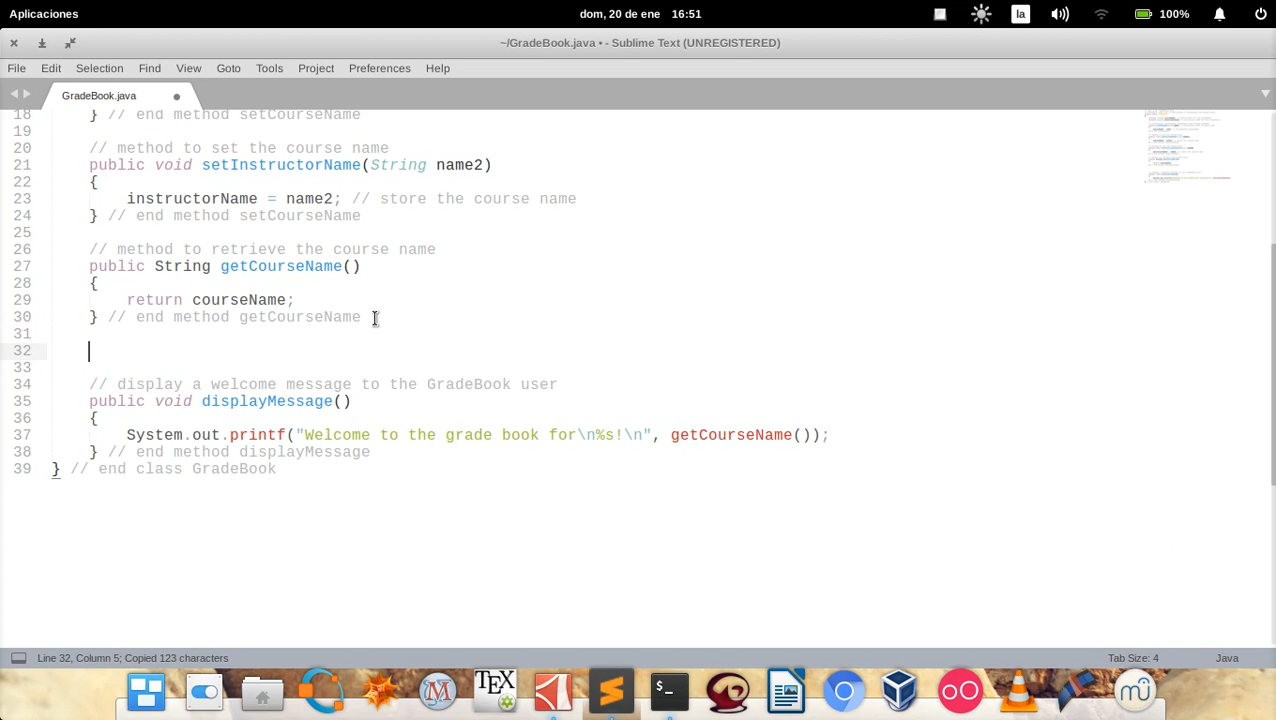 Aplicaciones
dom, 20 de ene 16:51
la
100%
~/GradeBook.java • - Sublime Text (UNREGISTERED)
File Edit Selection Find View Goto Tools Project Preferences Help
GradeBook.java
18 } // end method setCourseName
19
20 // method to set the course name
21 public void setInstructorName(String name2)
22 {
23 instructorName = name2; // store the course name
24 } // end method setCourseName
25
26 // method to retrieve the course name
27 public String getCourseName()
28 {
29 return courseName;
30 } // end method getCourseName
31
32
33
34 // display a welcome message to the GradeBook user
35 public void displayMessage()
36 {
37 System.out.printf("Welcome to the grade book for\n%s!\n", getCourseName());
38 } // end method displayMessage
39 } // end class GradeBook
Line 32, Column 5; Copied 123 characters
Tab Size: 4
Java
TEX